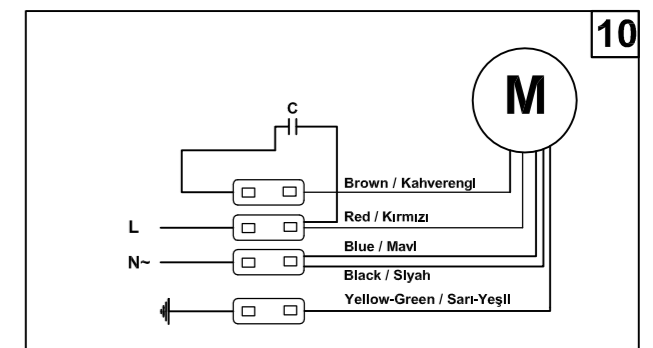 10
M
C
Brown / Kahverengl
L
Red / Kırmızı
Blue / Mavl
N~
Black / Slyah
Yellow-Green / Sarı-Yeşll